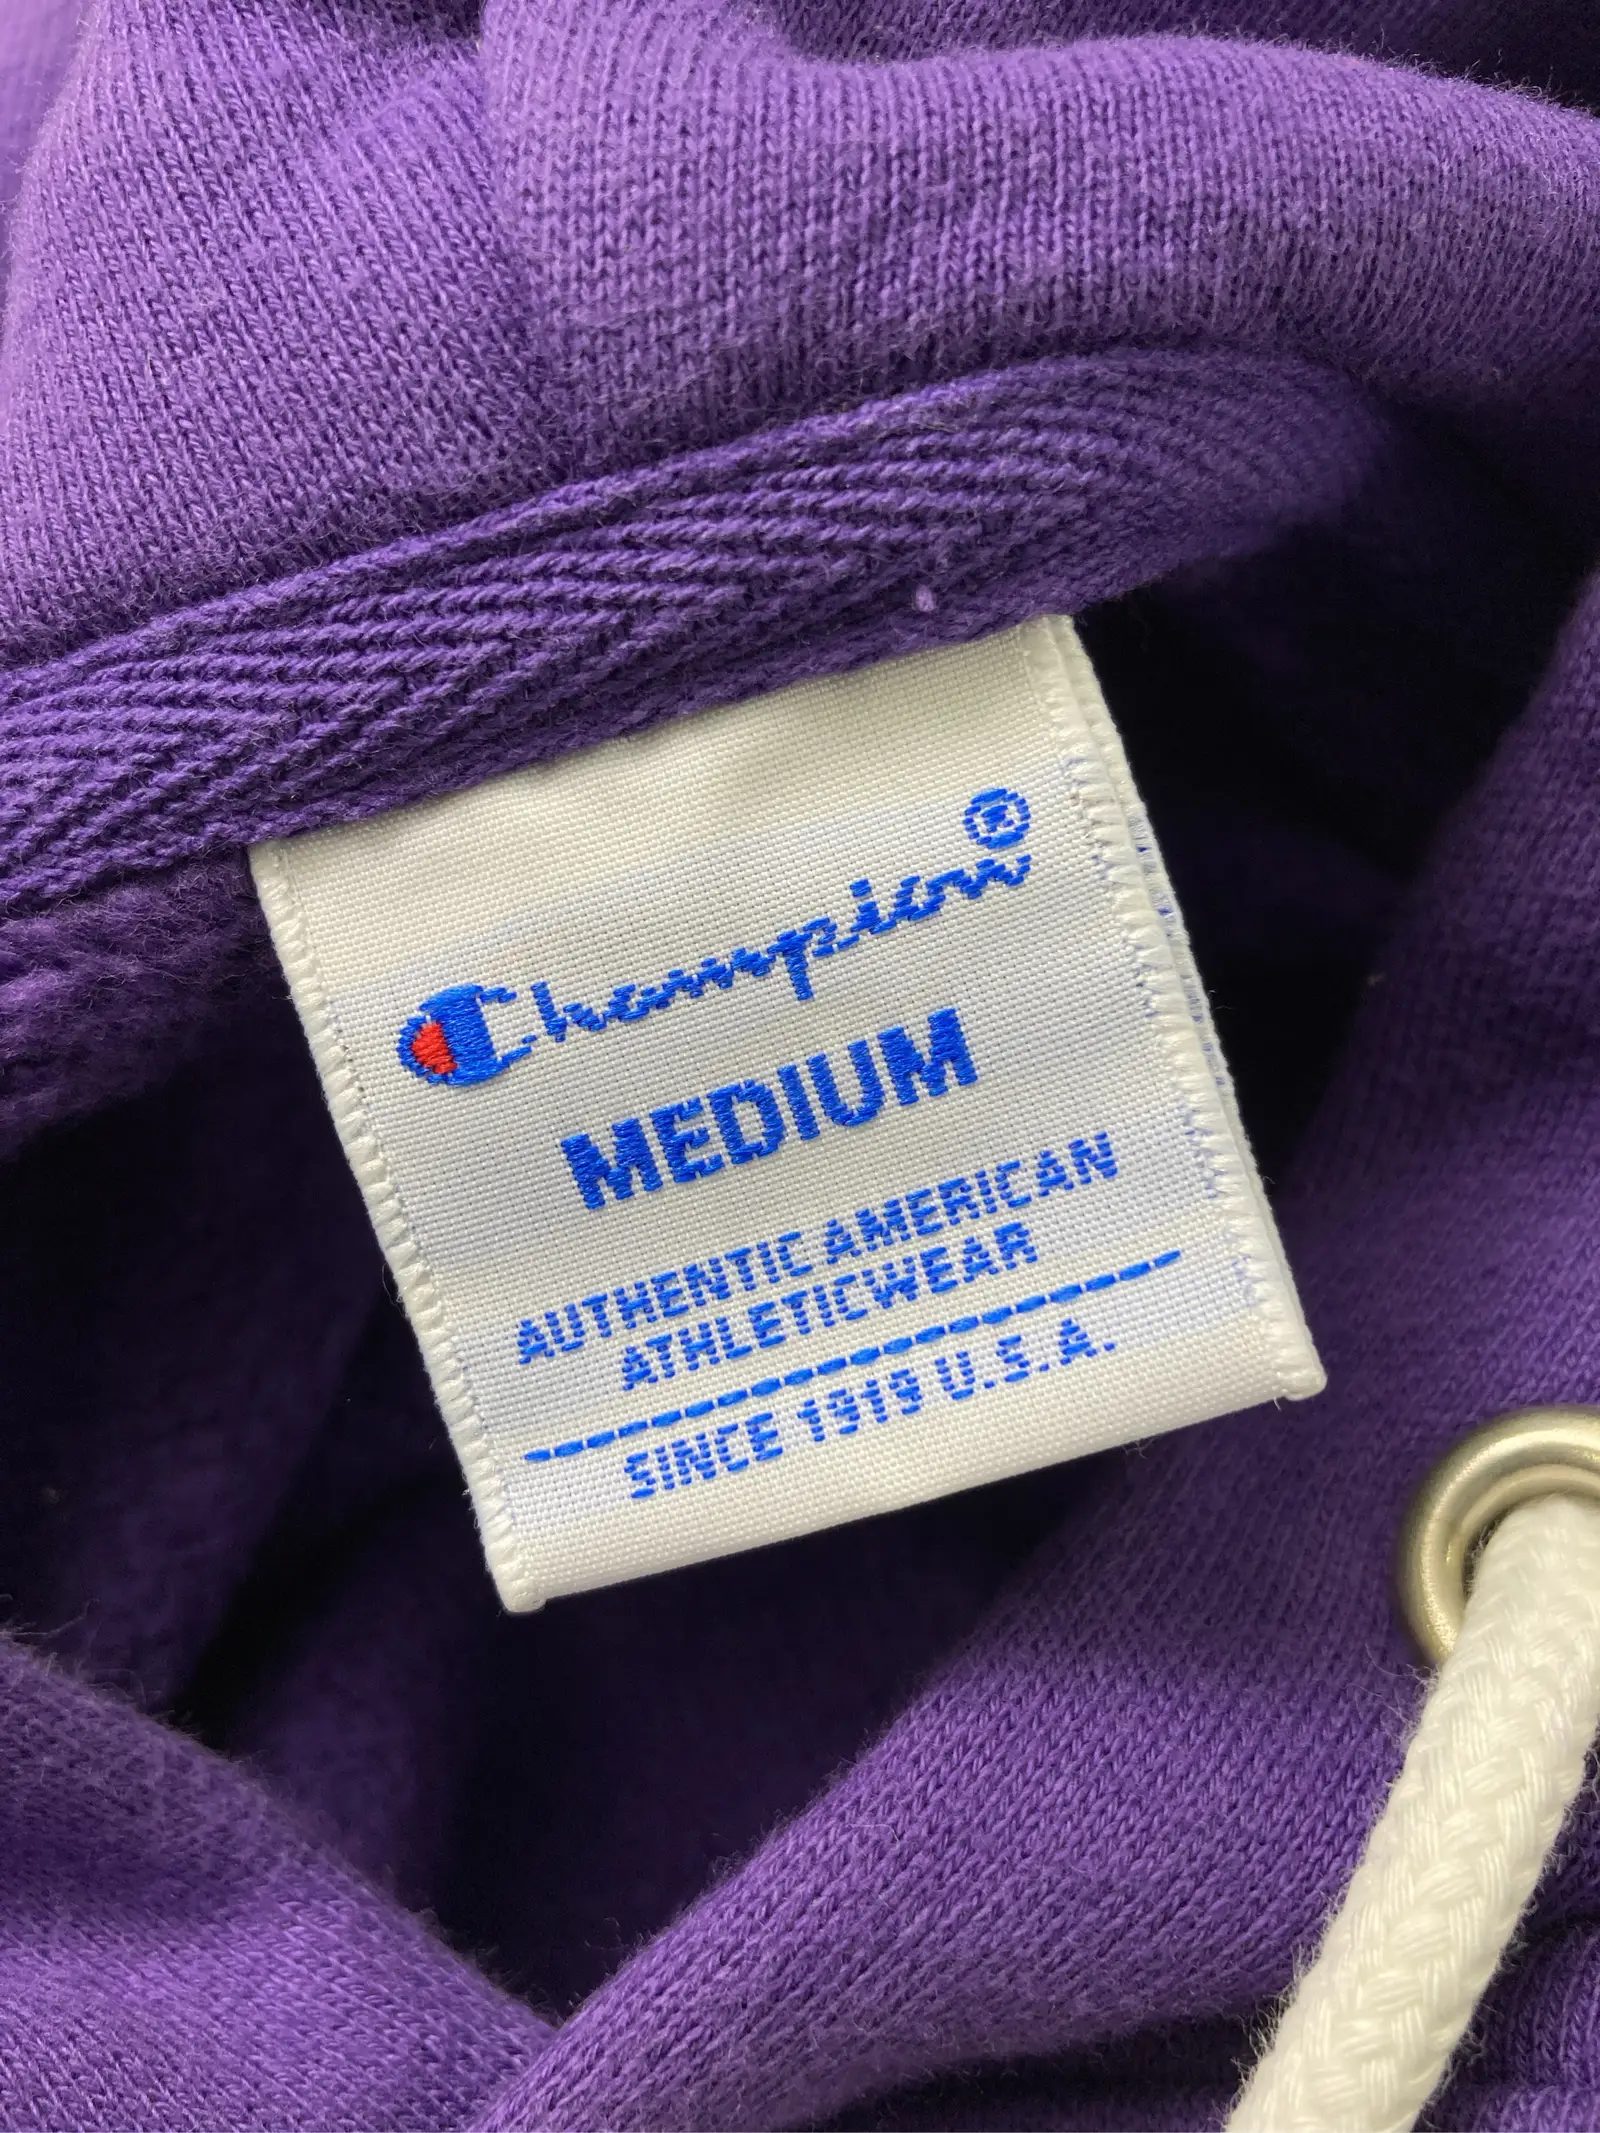 Champion®
MEDIUM
AUTHENTIC AMERICAN
ATHLETICWEAR
SINCE 1919 U.S.A.